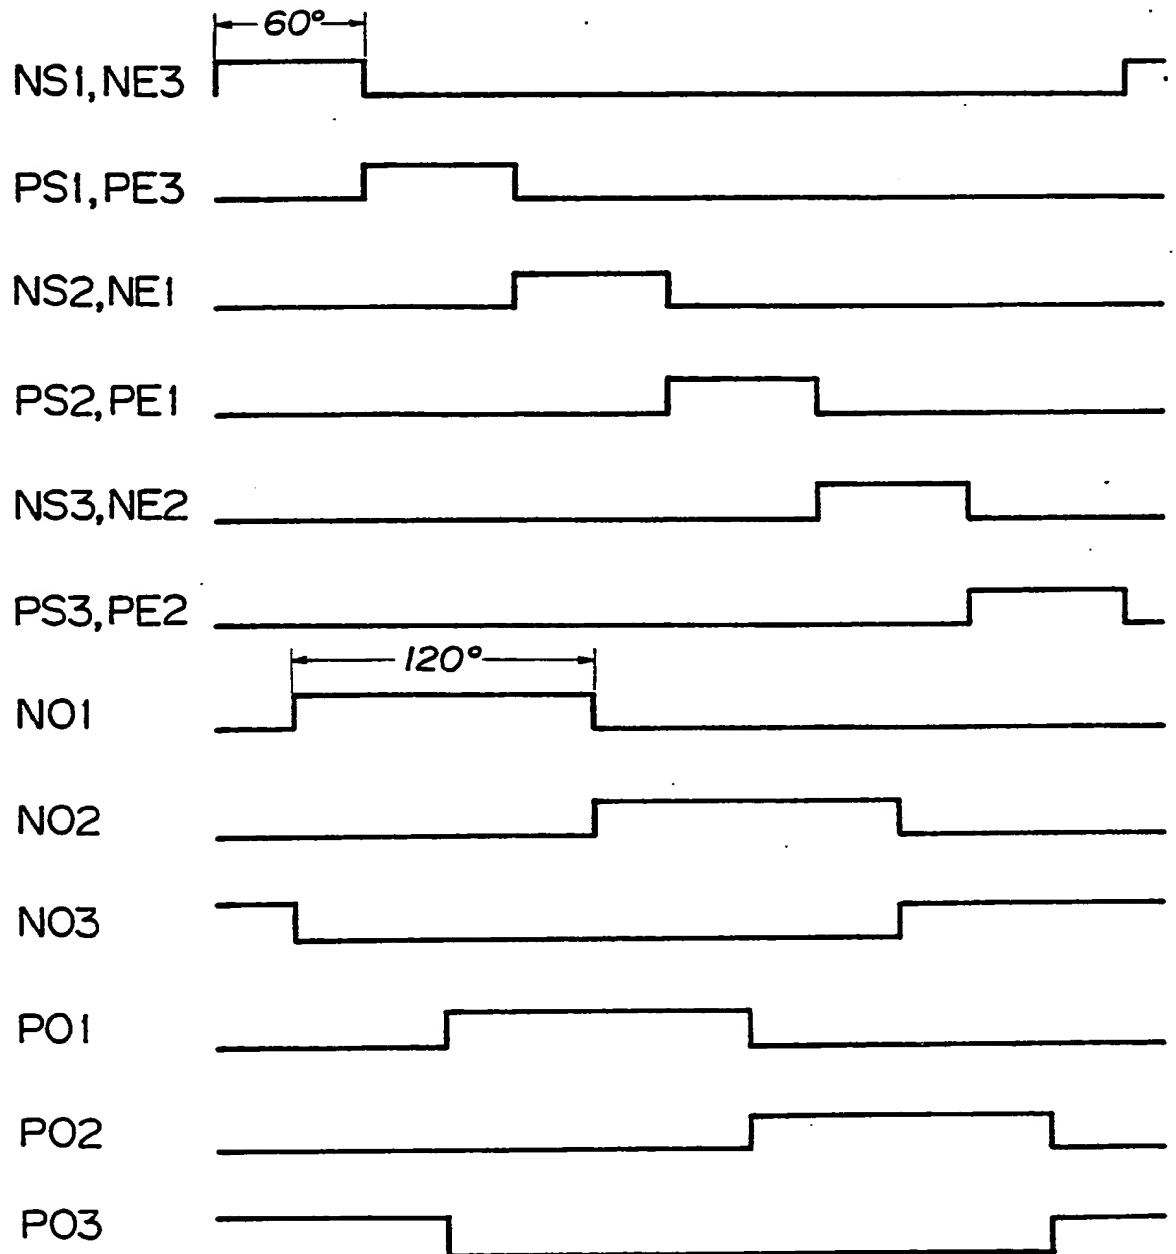 60°
NS1, NE3
PS1, PE3
NS2, NE1
PS2, PE1
NS3, NE2
PS3, PE2
120°
NO1
NO2
NO3
PO1
PO2
PO3